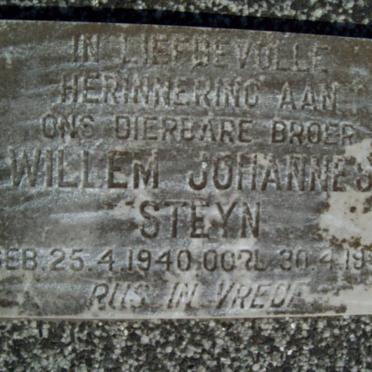 IN LIEFDEVOLLE
HERINNERING AAN
ONS DIERBARE BROER
WILLEM JOHANNES
STEYN
GEB. 25.4.1940. OORL. 30.4.19
RUS IN VREDE